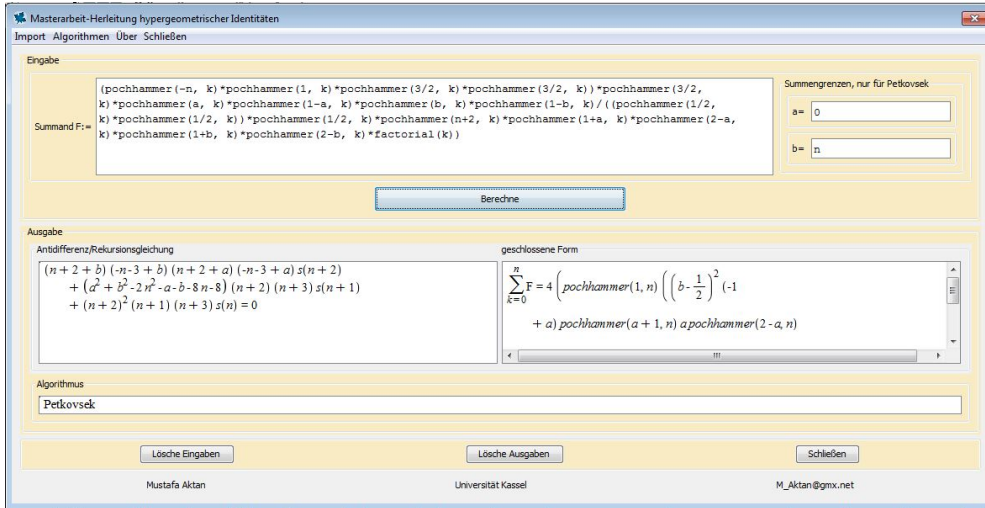 Masterarbeit-Herleitung hypergeometrischer Identitäten
Import Algorithmen Über Schließen
Eingabe
Summand F:=
(pochhammer(-n, k)*pochhammer(1, k)*pochhammer(3/2, k)*pochhammer(3/2, k))*pochhammer(3/2,
k)*pochhammer(a, k)*pochhammer(1-a, k)*pochhammer(b, k)*pochhammer(1-b, k)/((pochhammer(1/2,
k)*pochhammer(1/2, k))*pochhammer(1/2, k)*pochhammer(n+2, k)*pochhammer(1+a, k)*pochhammer(2-a,
k)*pochhammer(1+b, k)*pochhammer(2-b, k)*factorial(k))
Summengrenzen, nur für Petkovsek
a= 0
b= n
Berechne
Ausgabe
Antidifferenz/Rekursionsgleichung
(n + 2 + b) (-n - 3 + b) (n + 2 + a) (-n - 3 + a) s(n + 2)
+ (a² + b² - 2 n² - a - b - 8 n - 8) (n + 2) (n + 3) s(n + 1)
+ (n + 2)² (n + 1) (n + 3) s(n) = 0
geschlossene Form
n
∑ F = 4 ( pochhammer(1, n) ( ( b - 1/2 )² (-1
k=0
+ a) pochhammer(a + 1, n) a pochhammer(2 - a, n)
Algorithmus
Petkovsek
Lösche Eingaben
Lösche Ausgaben
Schließen
Mustafa Aktan
Universität Kassel
M_Aktan@gmx.net